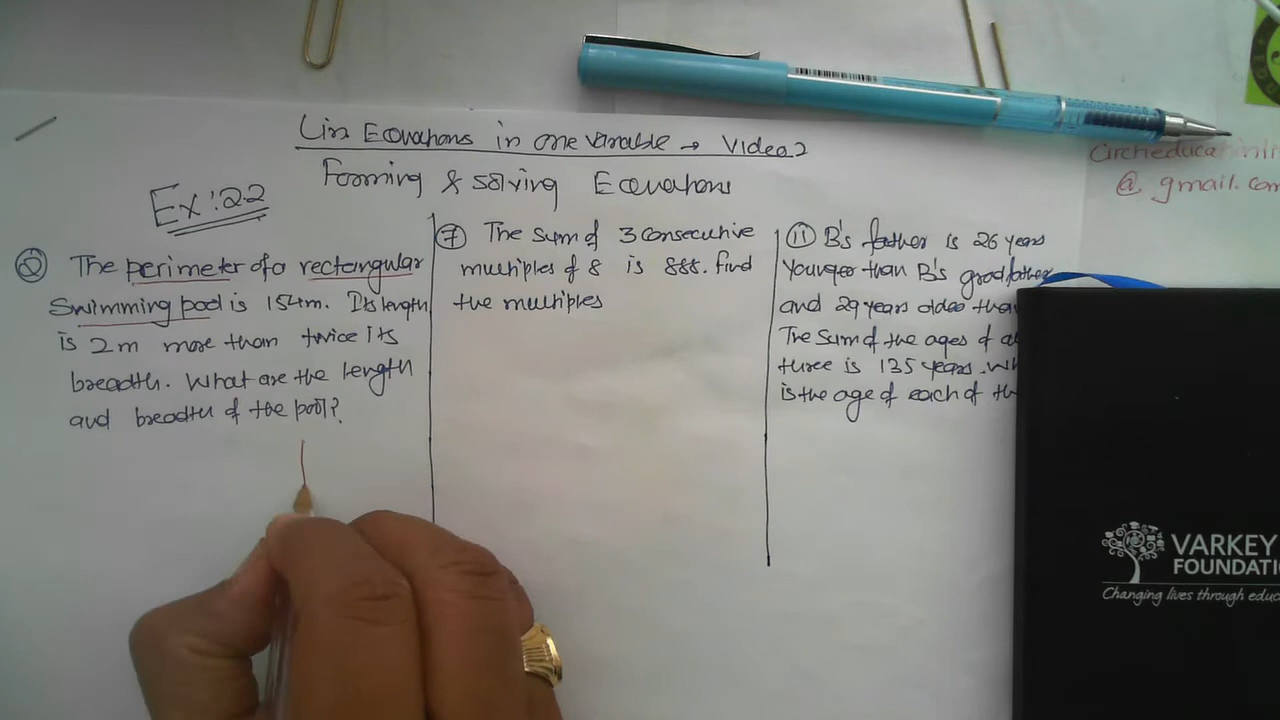 Lin Equations in one variable → Video 2
Forming & solving Equations
Ex: 2.2
② The perimeter of a rectangular
Swimming pool is 154m. Its length
is 2m more than twice its
breadth. What are the length
and breadth of the pool?
⑦ The sum of 3 consecutive
multiples of 8 is 888. find
the multiples
⑪ B's father is 26 years
Younger than B's grandfather
and 29 years older than
The Sum of the ages of
three is 135 years.
is the age of each of
@ gmail.com
VARKEY
FOUNDATI
Changing lives through educ